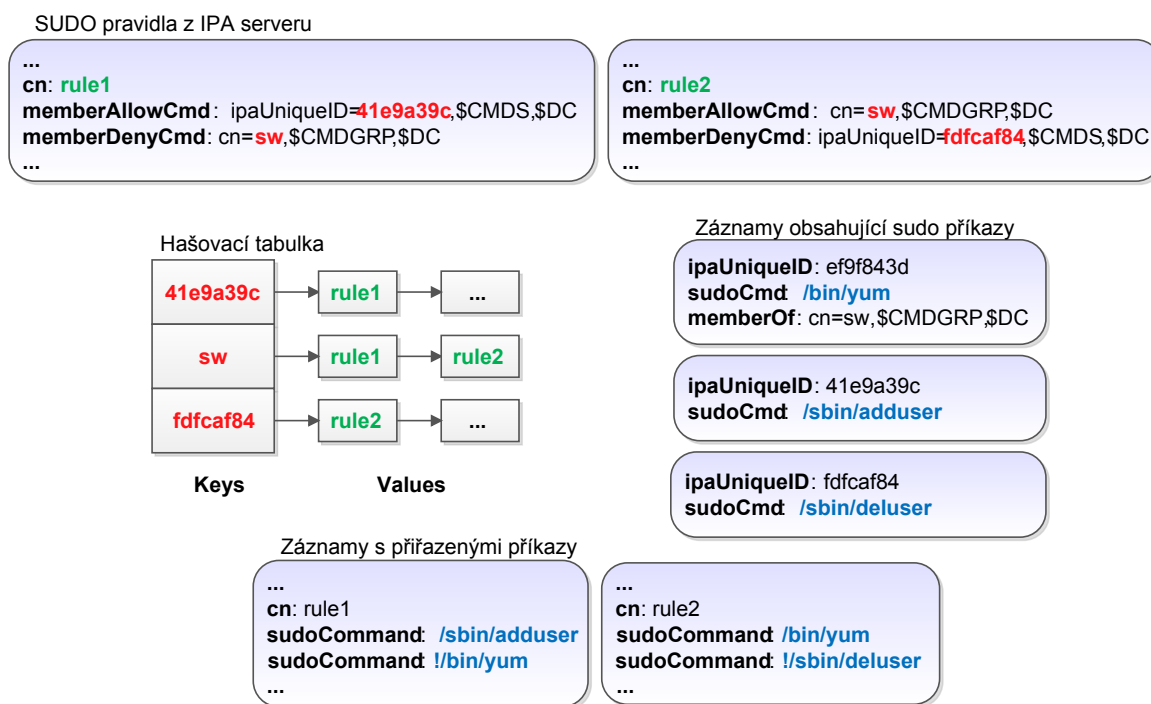 SUDO pravidla z IPA serveru
...
cn: rule1
memberAllowCmd: ipaUniqueID=41e9a39c,$CMDS,$DC
memberDenyCmd: cn=sw,$CMDGRP,$DC
...
...
cn: rule2
memberAllowCmd: cn=sw,$CMDGRP,$DC
memberDenyCmd: ipaUniqueID=fdfcaf84,$CMDS,$DC
...
Hašovací tabulka
41e9a39c rule1 ...
sw rule1 rule2
fdfcaf84 rule2 ...
Keys Values
Záznamy obsahující sudo příkazy
ipaUniqueID: ef9f843d
sudoCmd: /bin/yum
memberOf: cn=sw,$CMDGRP,$DC
ipaUniqueID: 41e9a39c
sudoCmd: /sbin/adduser
ipaUniqueID: fdfcaf84
sudoCmd: /sbin/deluser
Záznamy s přiřazenými příkazy
...
cn: rule1
sudoCommand: /sbin/adduser
sudoCommand: !/bin/yum
...
...
cn: rule2
sudoCommand: /bin/yum
sudoCommand: !/sbin/deluser
...